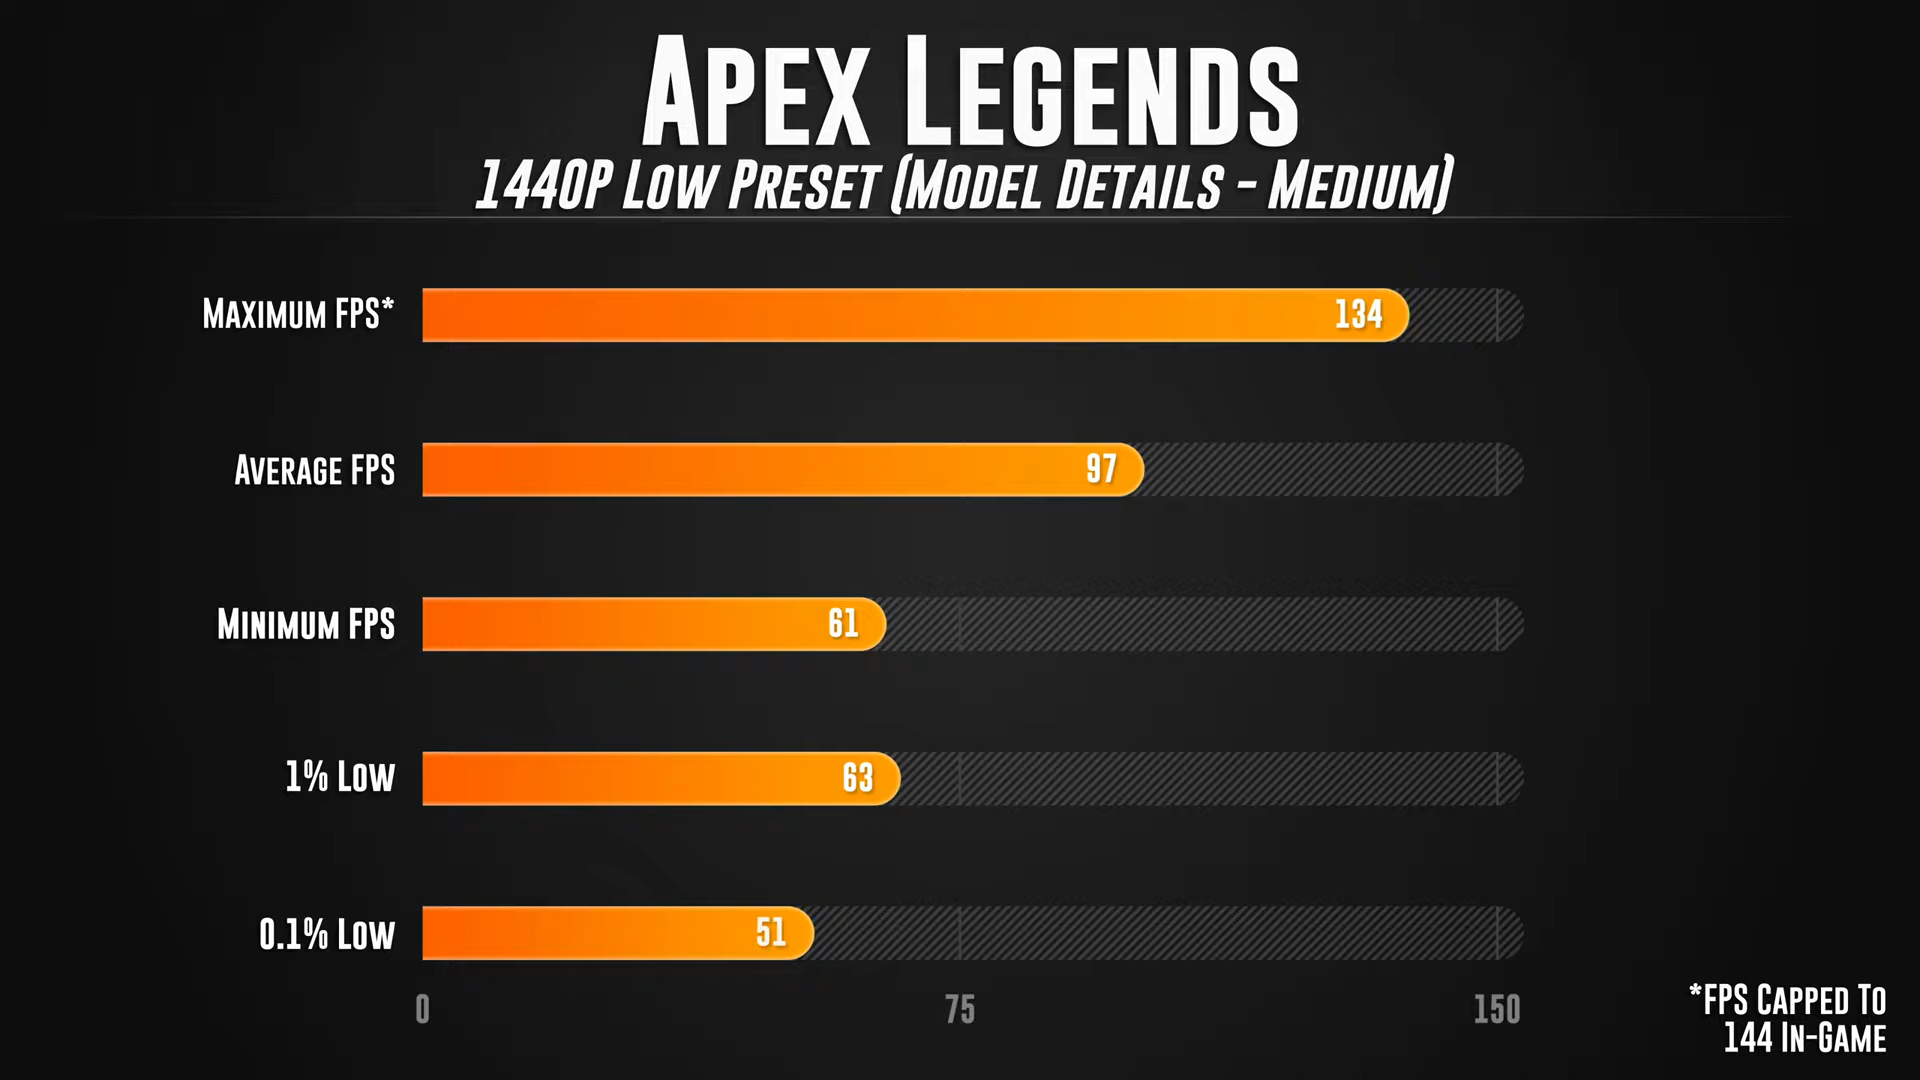 Apex Legends
1440p Low Preset (Model Details - Medium)
Maximum FPS* 134
Average FPS 97
Minimum FPS 61
1% Low 63
0.1% Low 51
0 75 150
*FPS Capped To
144 In-Game